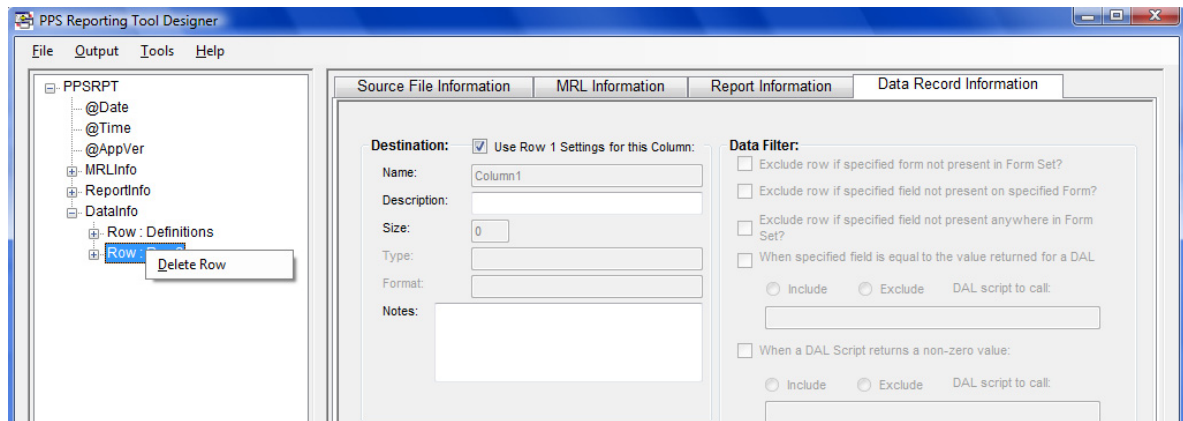 PPS Reporting Tool Designer
File Output Tools Help
PPSRPT
@Date
@Time
@AppVer
MRLInfo
ReportInfo
DataInfo
Row : Definitions
Row :
Delete Row
Source File Information MRL Information Report Information Data Record Information
Destination: Use Row 1 Settings for this Column:
Name: Column1
Description:
Size: 0
Type:
Format:
Notes:
Data Filter:
Exclude row if specified form not present in Form Set?
Exclude row if specified field not present on specified Form?
Exclude row if specified field not present anywhere in Form
Set?
When specified field is equal to the value returned for a DAL
Include Exclude DAL script to call:
When a DAL Script returns a non-zero value:
Include Exclude DAL script to call: